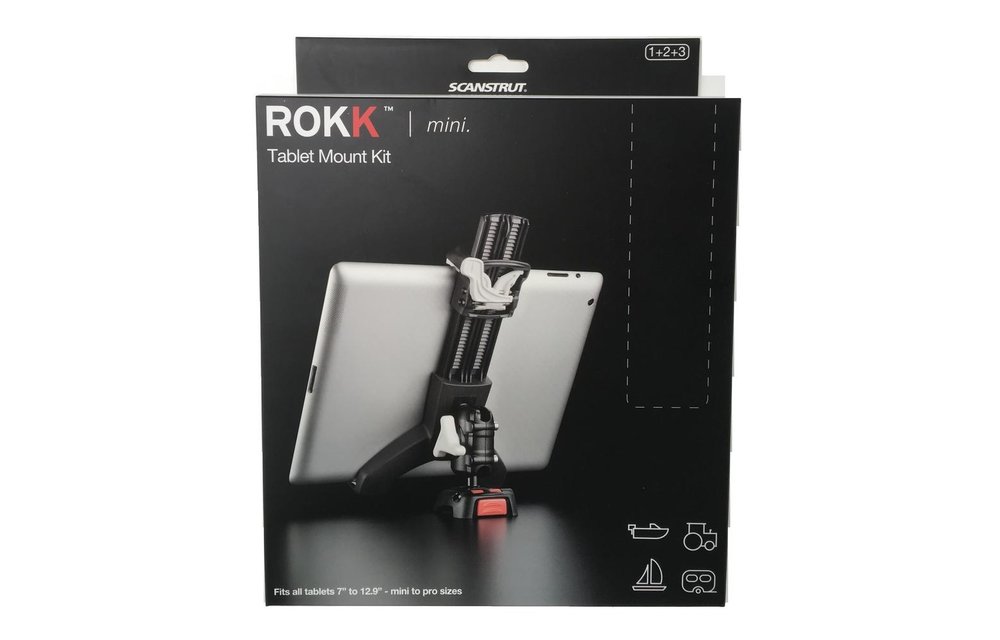 1+2+3
SCANSTRUT®
ROKK™ | mini.
Tablet Mount Kit
Fits all tablets 7" to 12.9" - mini to pro sizes